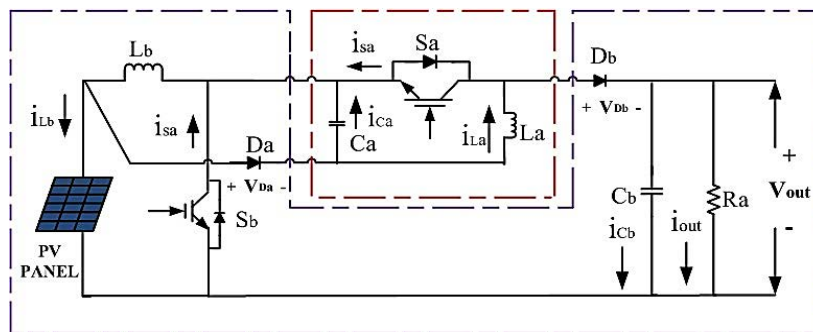 Lb
isa
Sa
Db
iLb
isa
Da
+ VDa -
Ca
iCa
iLa
La
+ VDb -
Sb
PV
PANEL
Cb
iCb
iout
Ra
+
Vout
-